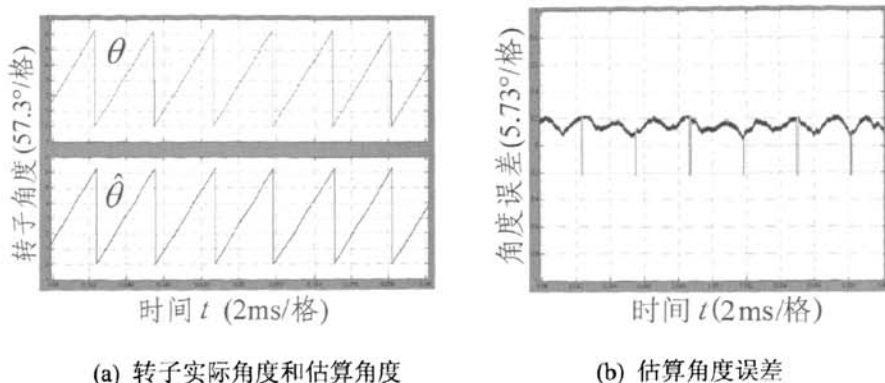 转子角度(57.3°/格)
θ
θ̂
时间 t (2ms/格)
(a) 转子实际角度和估算角度
角度误差(5.73°/格)
时间 t(2ms/格)
(b) 估算角度误差